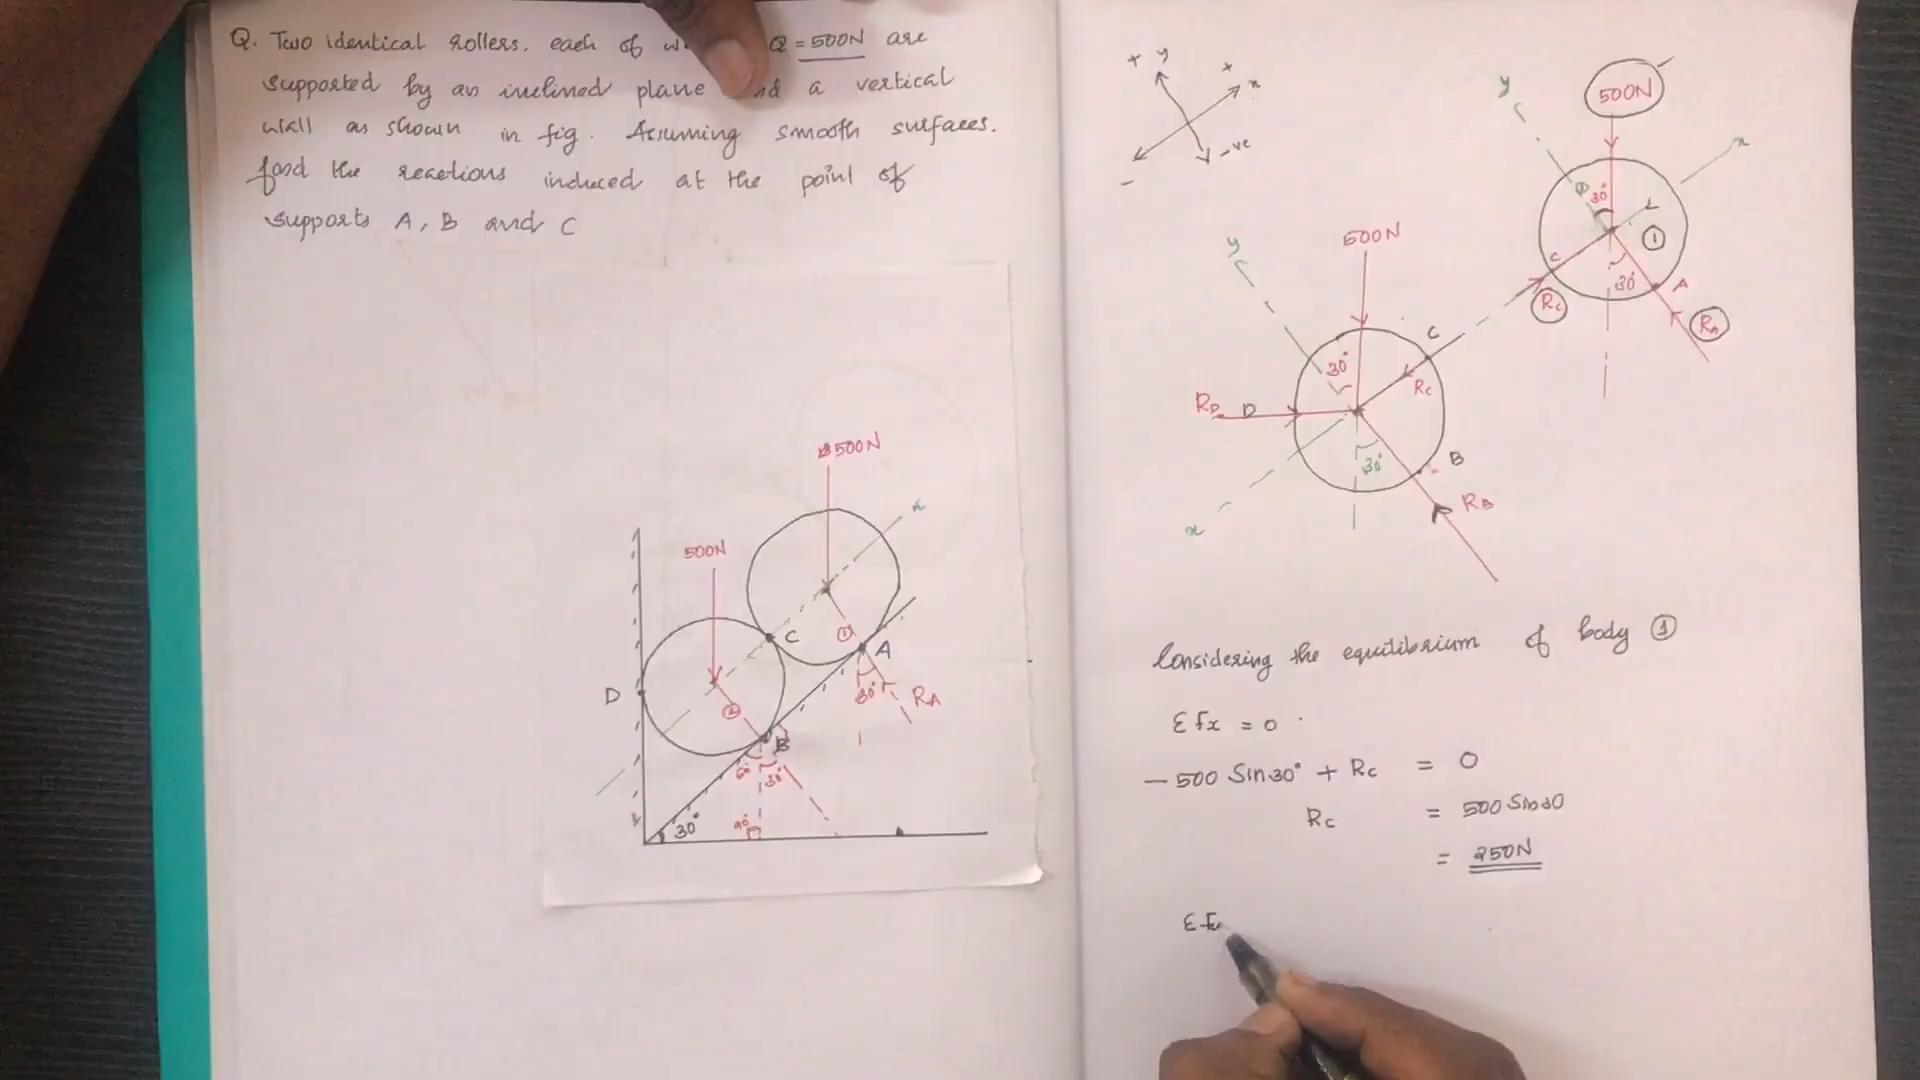 Q. Two identical rollers, each of Q = 500N are
supported by an inclined plane a vertical
wall as shown in fig. Assuming smooth surfaces.
find the reactions induced at the point of
supports A, B and C
500N
500N
x
C
1
A
30°
RA
D
2
B
60°
30°
30°
90°
+ y
+
x
-ve
-
500N
y
x
30°
1
C
Rc
30°
A
RA
500N
y
30°
C
Rc
RD D
30°
B
RB
x
Considering the equilibrium of body 1
Σfx = 0
- 500 Sin30° + Rc = 0
Rc = 500 Sin30
= 250N
Σf